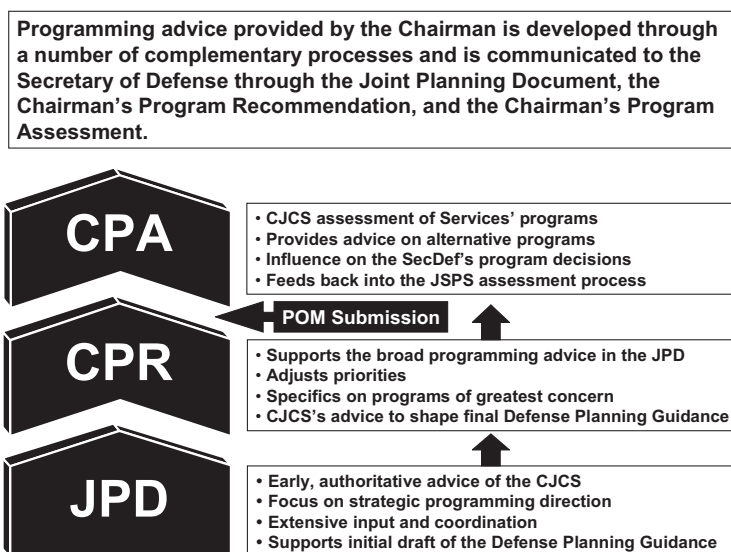 Programming advice provided by the Chairman is developed through
a number of complementary processes and is communicated to the
Secretary of Defense through the Joint Planning Document, the
Chairman's Program Recommendation, and the Chairman's Program
Assessment.
CPA
• CJCS assessment of Services' programs
• Provides advice on alternative programs
• Influence on the SecDef's program decisions
• Feeds back into the JSPS assessment process
POM Submission
CPR
• Supports the broad programming advice in the JPD
• Adjusts priorities
• Specifics on programs of greatest concern
• CJCS's advice to shape final Defense Planning Guidance
JPD
• Early, authoritative advice of the CJCS
• Focus on strategic programming direction
• Extensive input and coordination
• Supports initial draft of the Defense Planning Guidance